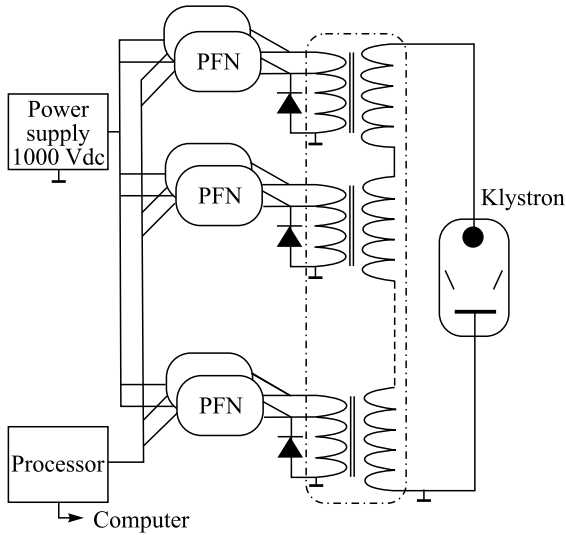 PFN
Power
supply
1000 Vdc
PFN
Klystron
PFN
Processor
Computer